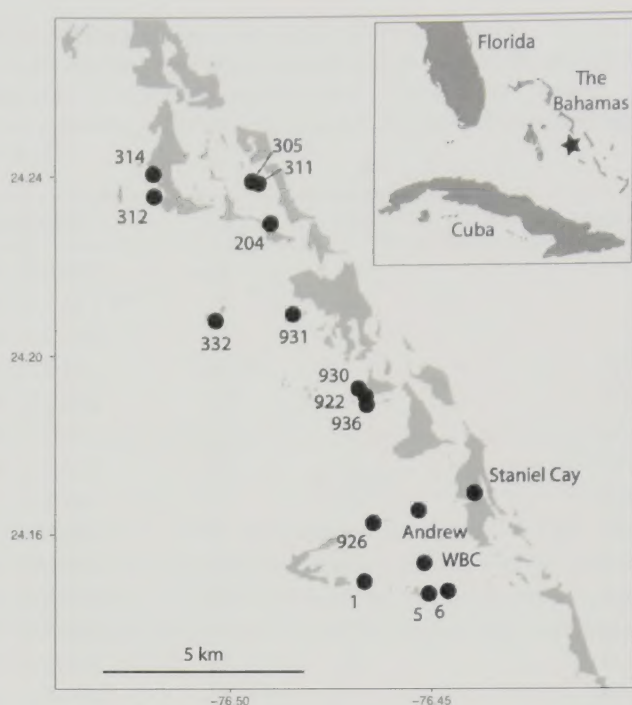 Florida
The
Bahamas
Cuba
305
314
311
24.24
312
204
332
931
24.20
930
922
936
Staniel Cay
Andrew
926
24.16
WBC
1
5
6
5 km
-76.50
-76.45